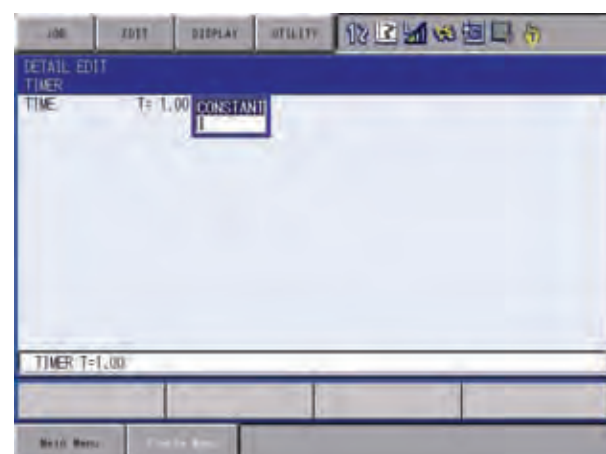 JOB EDIT DISPLAY UTILITY
DETAIL EDIT
TIMER
TIME T= 1.00 CONSTANT
I
TIMER T=1.00
Main Menu